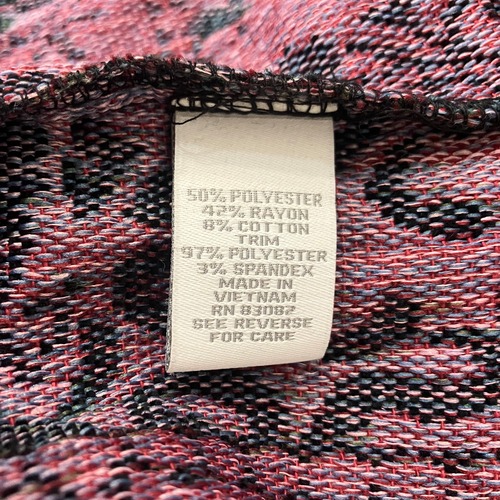 50% POLYESTER
42% RAYON
8% COTTON
TRIM
97% POLYESTER
3% SPANDEX
MADE IN
VIETNAM
RN 83082
SEE REVERSE
FOR CARE